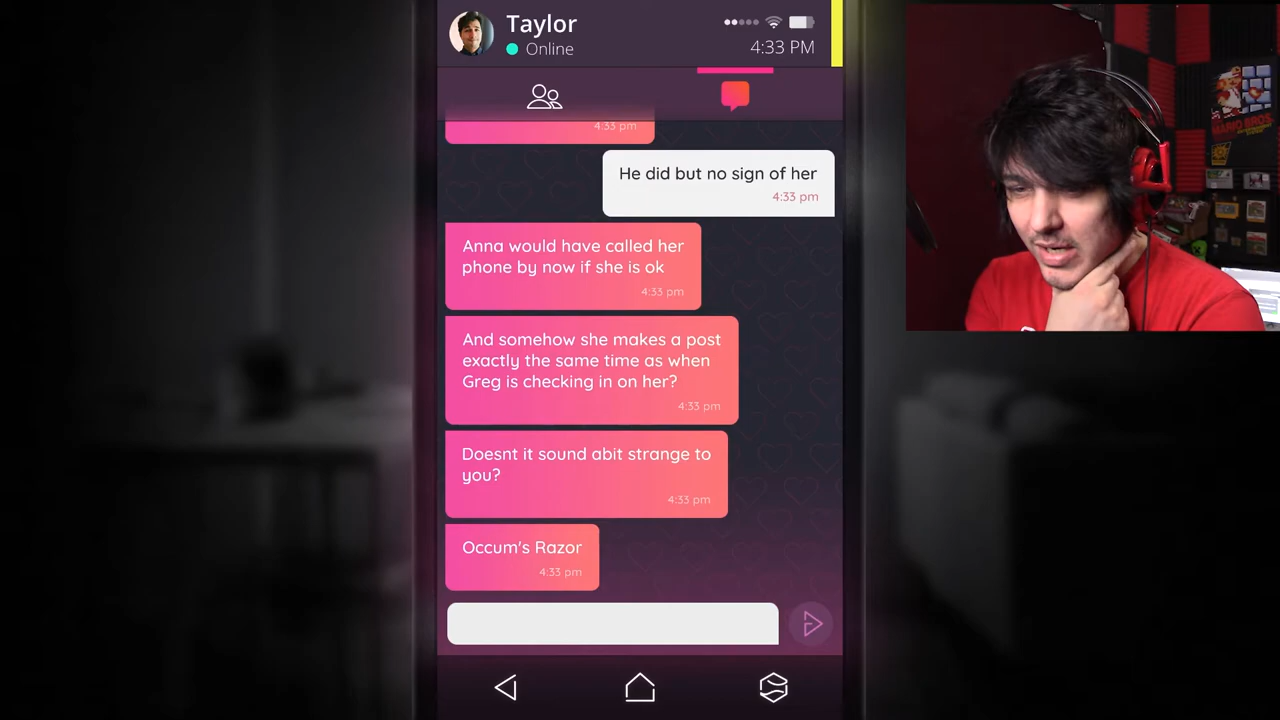 Taylor
Online
4:33 PM
4:33 pm
He did but no sign of her
4:33 pm
Anna would have called her
phone by now if she is ok
4:33 pm
And somehow she makes a post
exactly the same time as when
Greg is checking in on her?
4:33 pm
Doesnt it sound abit strange to
you?
4:33 pm
Occum's Razor
4:33 pm
MARIO BROS.